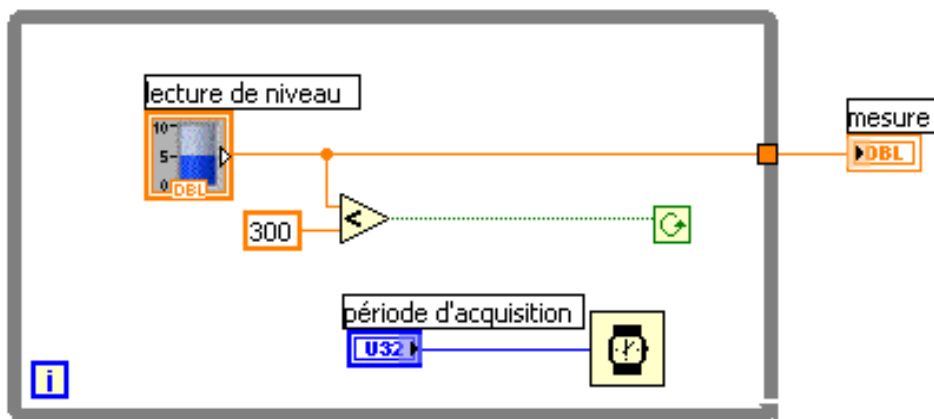 lecture de niveau
mesure
10
5
0
DBL
DBL
<
300
période d'acquisition
U32
i